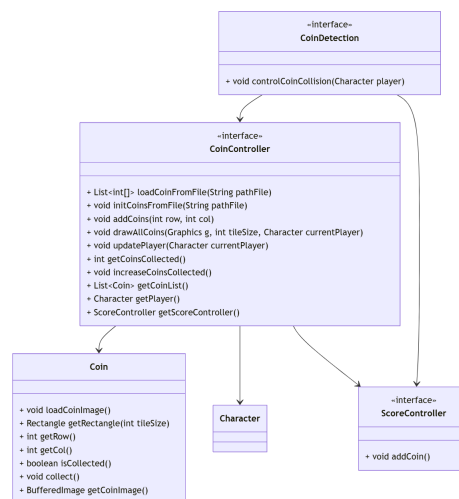 «interface»
CoinDetection
+ void controlCoinCollision(Character player)
«interface»
CoinController
+ List<int[]> loadCoinFromFile(String pathFile)
+ void initCoinsFromFile(String pathFile)
+ void addCoins(int row, int col)
+ void drawAllCoins(Graphics g, int tileSize, Character currentPlayer)
+ void updatePlayer(Character currentPlayer)
+ int getCoinsCollected()
+ void increaseCoinsCollected()
+ List<Coin> getCoinList()
+ Character getPlayer()
+ ScoreController getScoreController()
Coin
+ void loadCoinImage()
+ Rectangle getRectangle(int tileSize)
+ int getRow()
+ int getCol()
+ boolean isCollected()
+ void collect()
+ BufferedImage getCoinImage()
Character
«interface»
ScoreController
+ void addCoin()